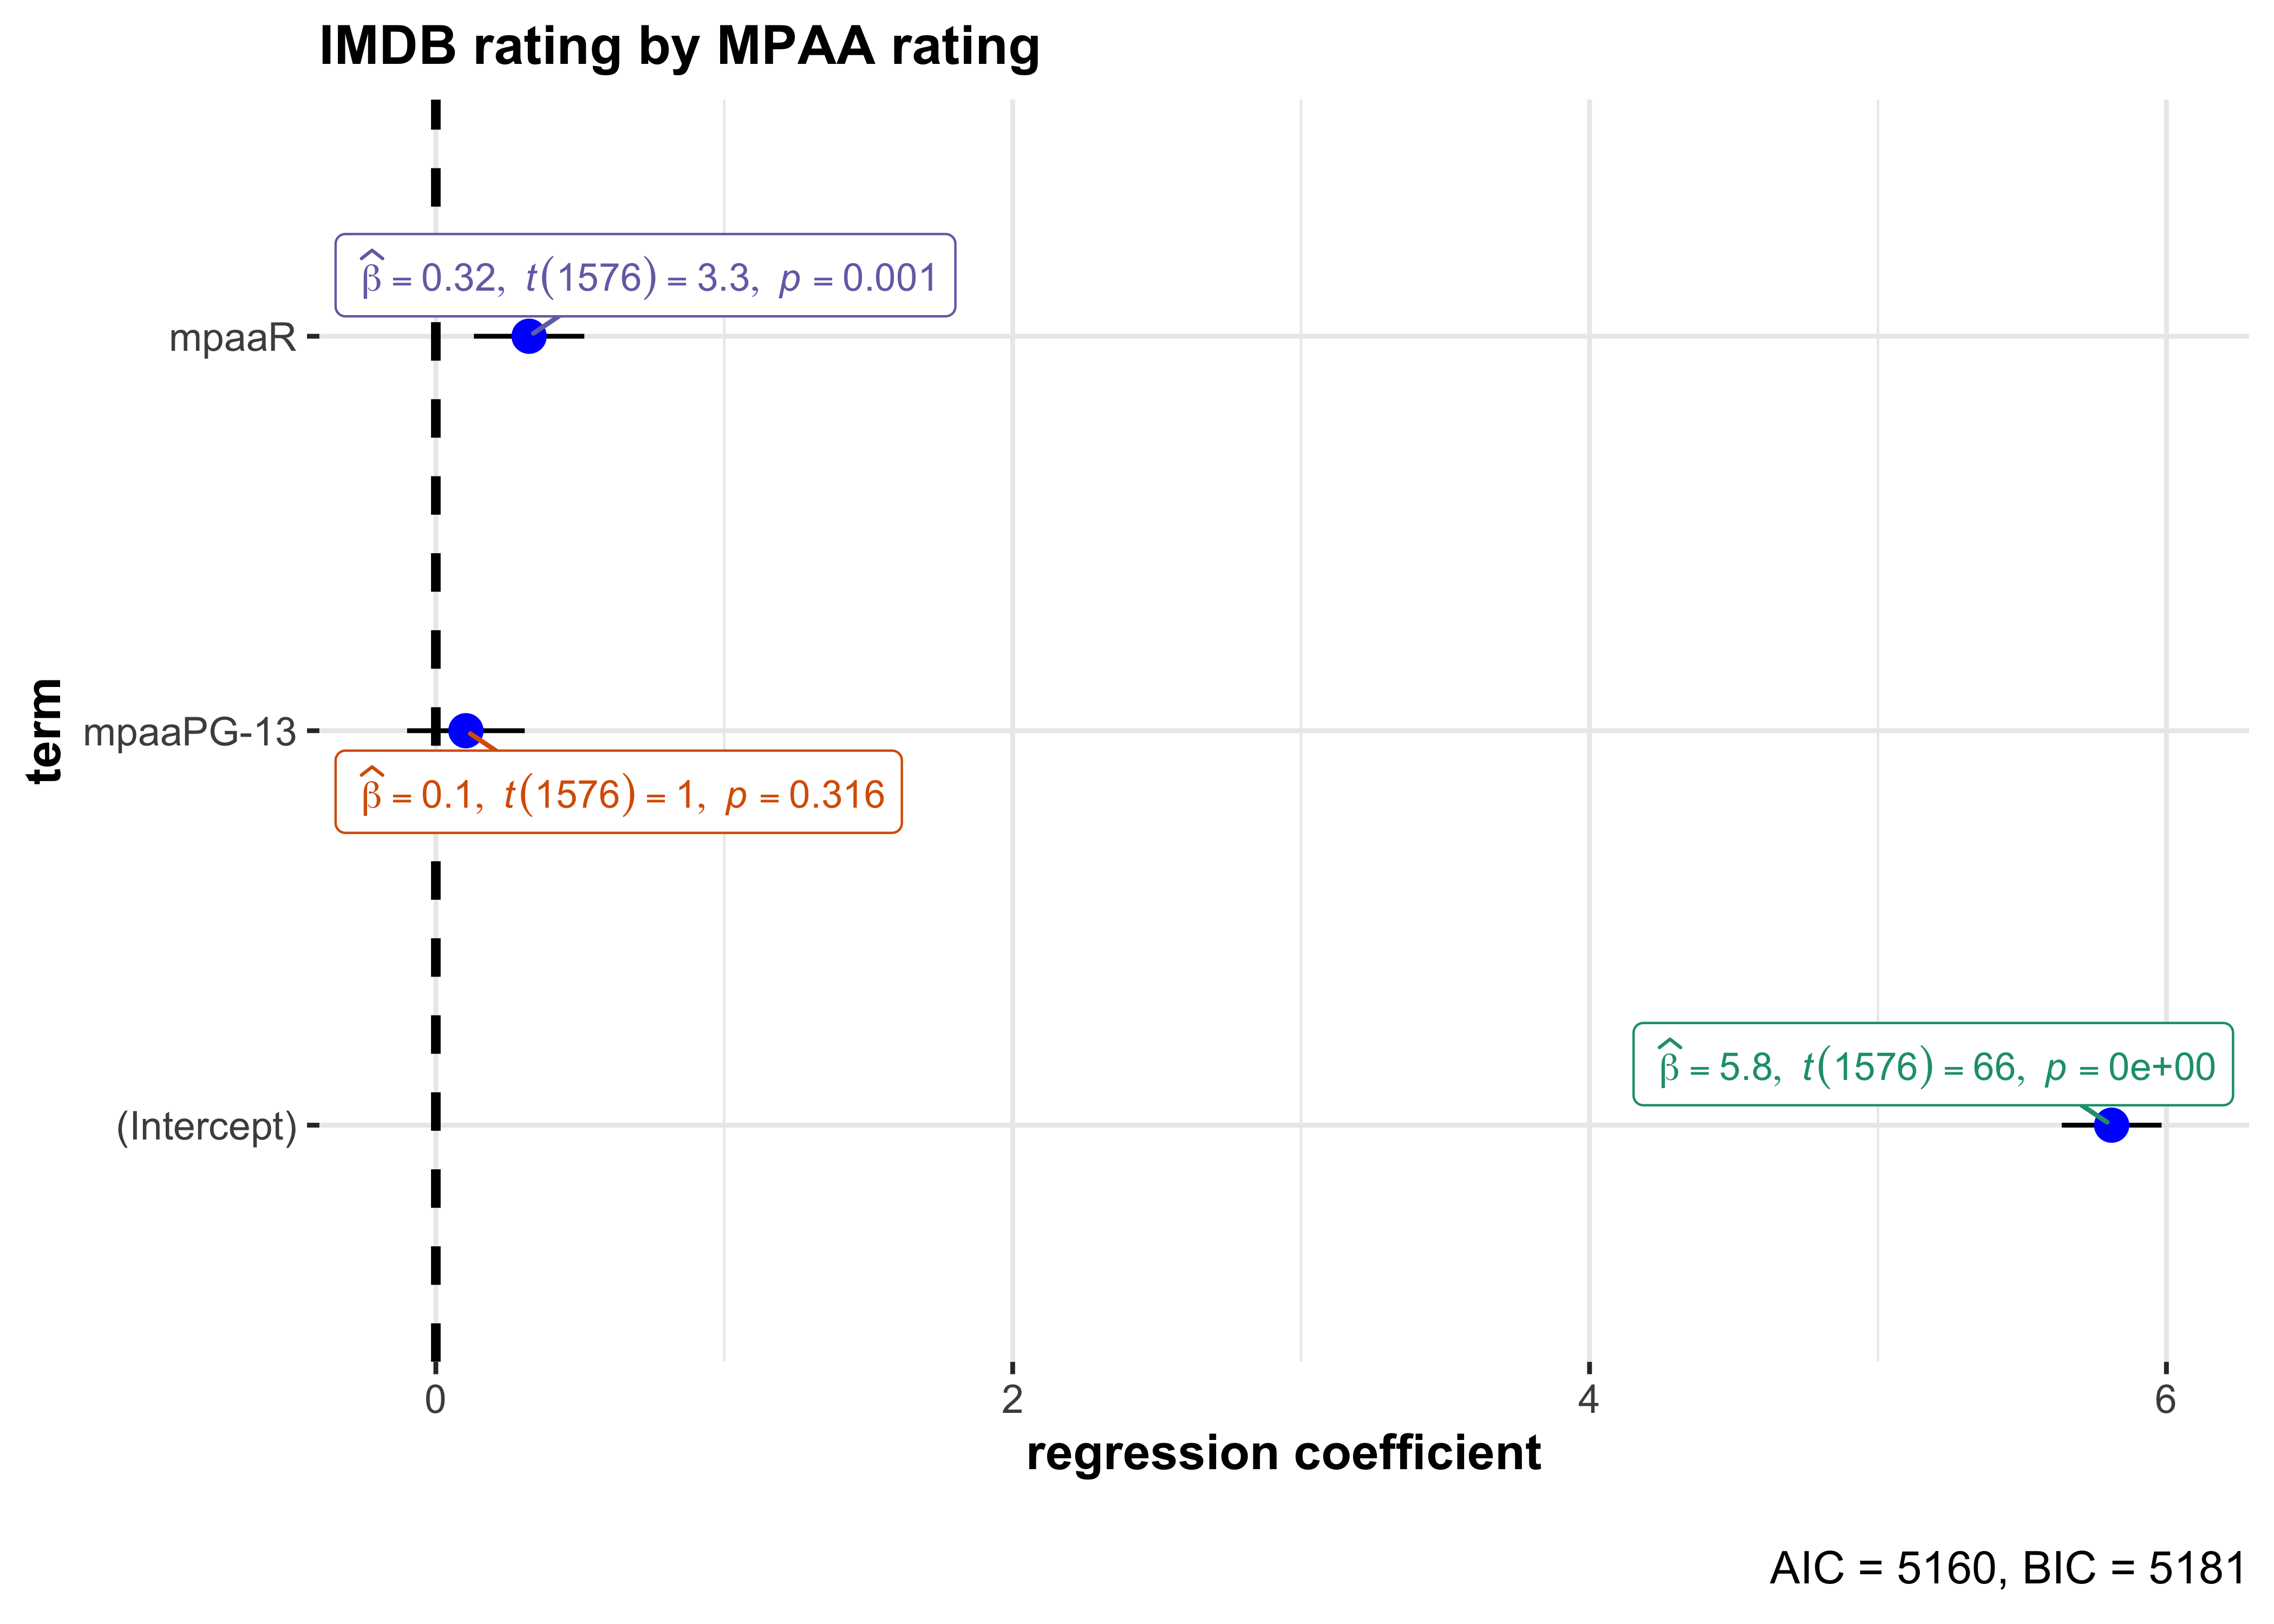 IMDB rating by MPAA rating
β̂ = 0.32, t(1576) = 3.3, p = 0.001
mpaaR
term
mpaaPG-13
β̂ = 0.1, t(1576) = 1, p = 0.316
β̂ = 5.8, t(1576) = 66, p = 0e+00
(Intercept)
0 2 4 6
regression coefficient
AIC = 5160, BIC = 5181